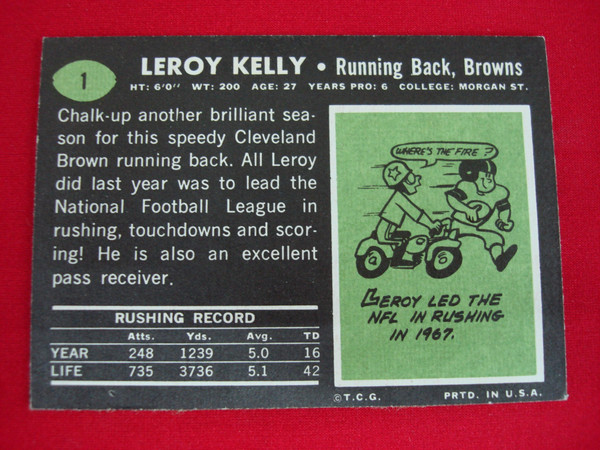 1
LEROY KELLY • Running Back, Browns
HT: 6'0" WT: 200 AGE: 27 YEARS PRO: 6 COLLEGE: MORGAN ST.
Chalk-up another brilliant sea-
son for this speedy Cleveland
Brown running back. All Leroy
did last year was to lead the
National Football League in
rushing, touchdowns and scor-
ing! He is also an excellent
pass receiver.
RUSHING RECORD
Atts. Yds. Avg. TD
YEAR 248 1239 5.0 16
LIFE 735 3736 5.1 42
WHERE'S THE FIRE?
LEROY LED THE
NFL IN RUSHING
IN 1967.
©T.C.G. PRTD. IN U.S.A.